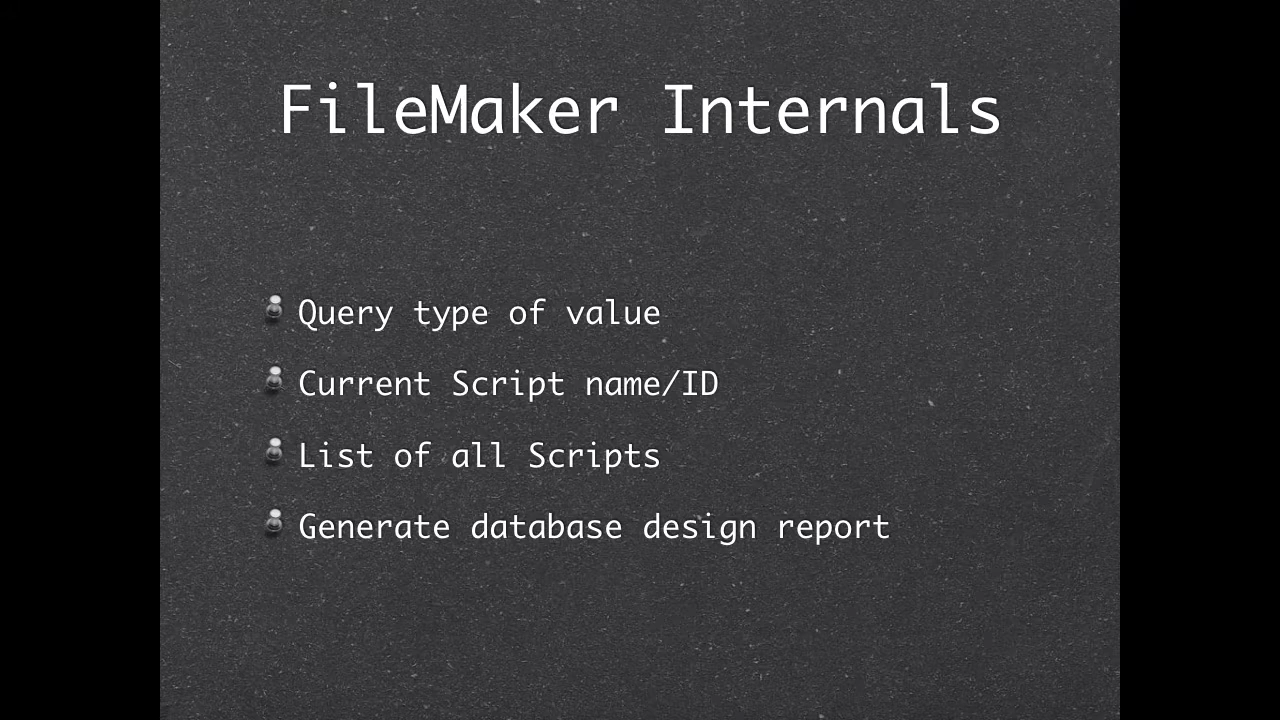 FileMaker Internals
Query type of value
Current Script name/ID
List of all Scripts
Generate database design report